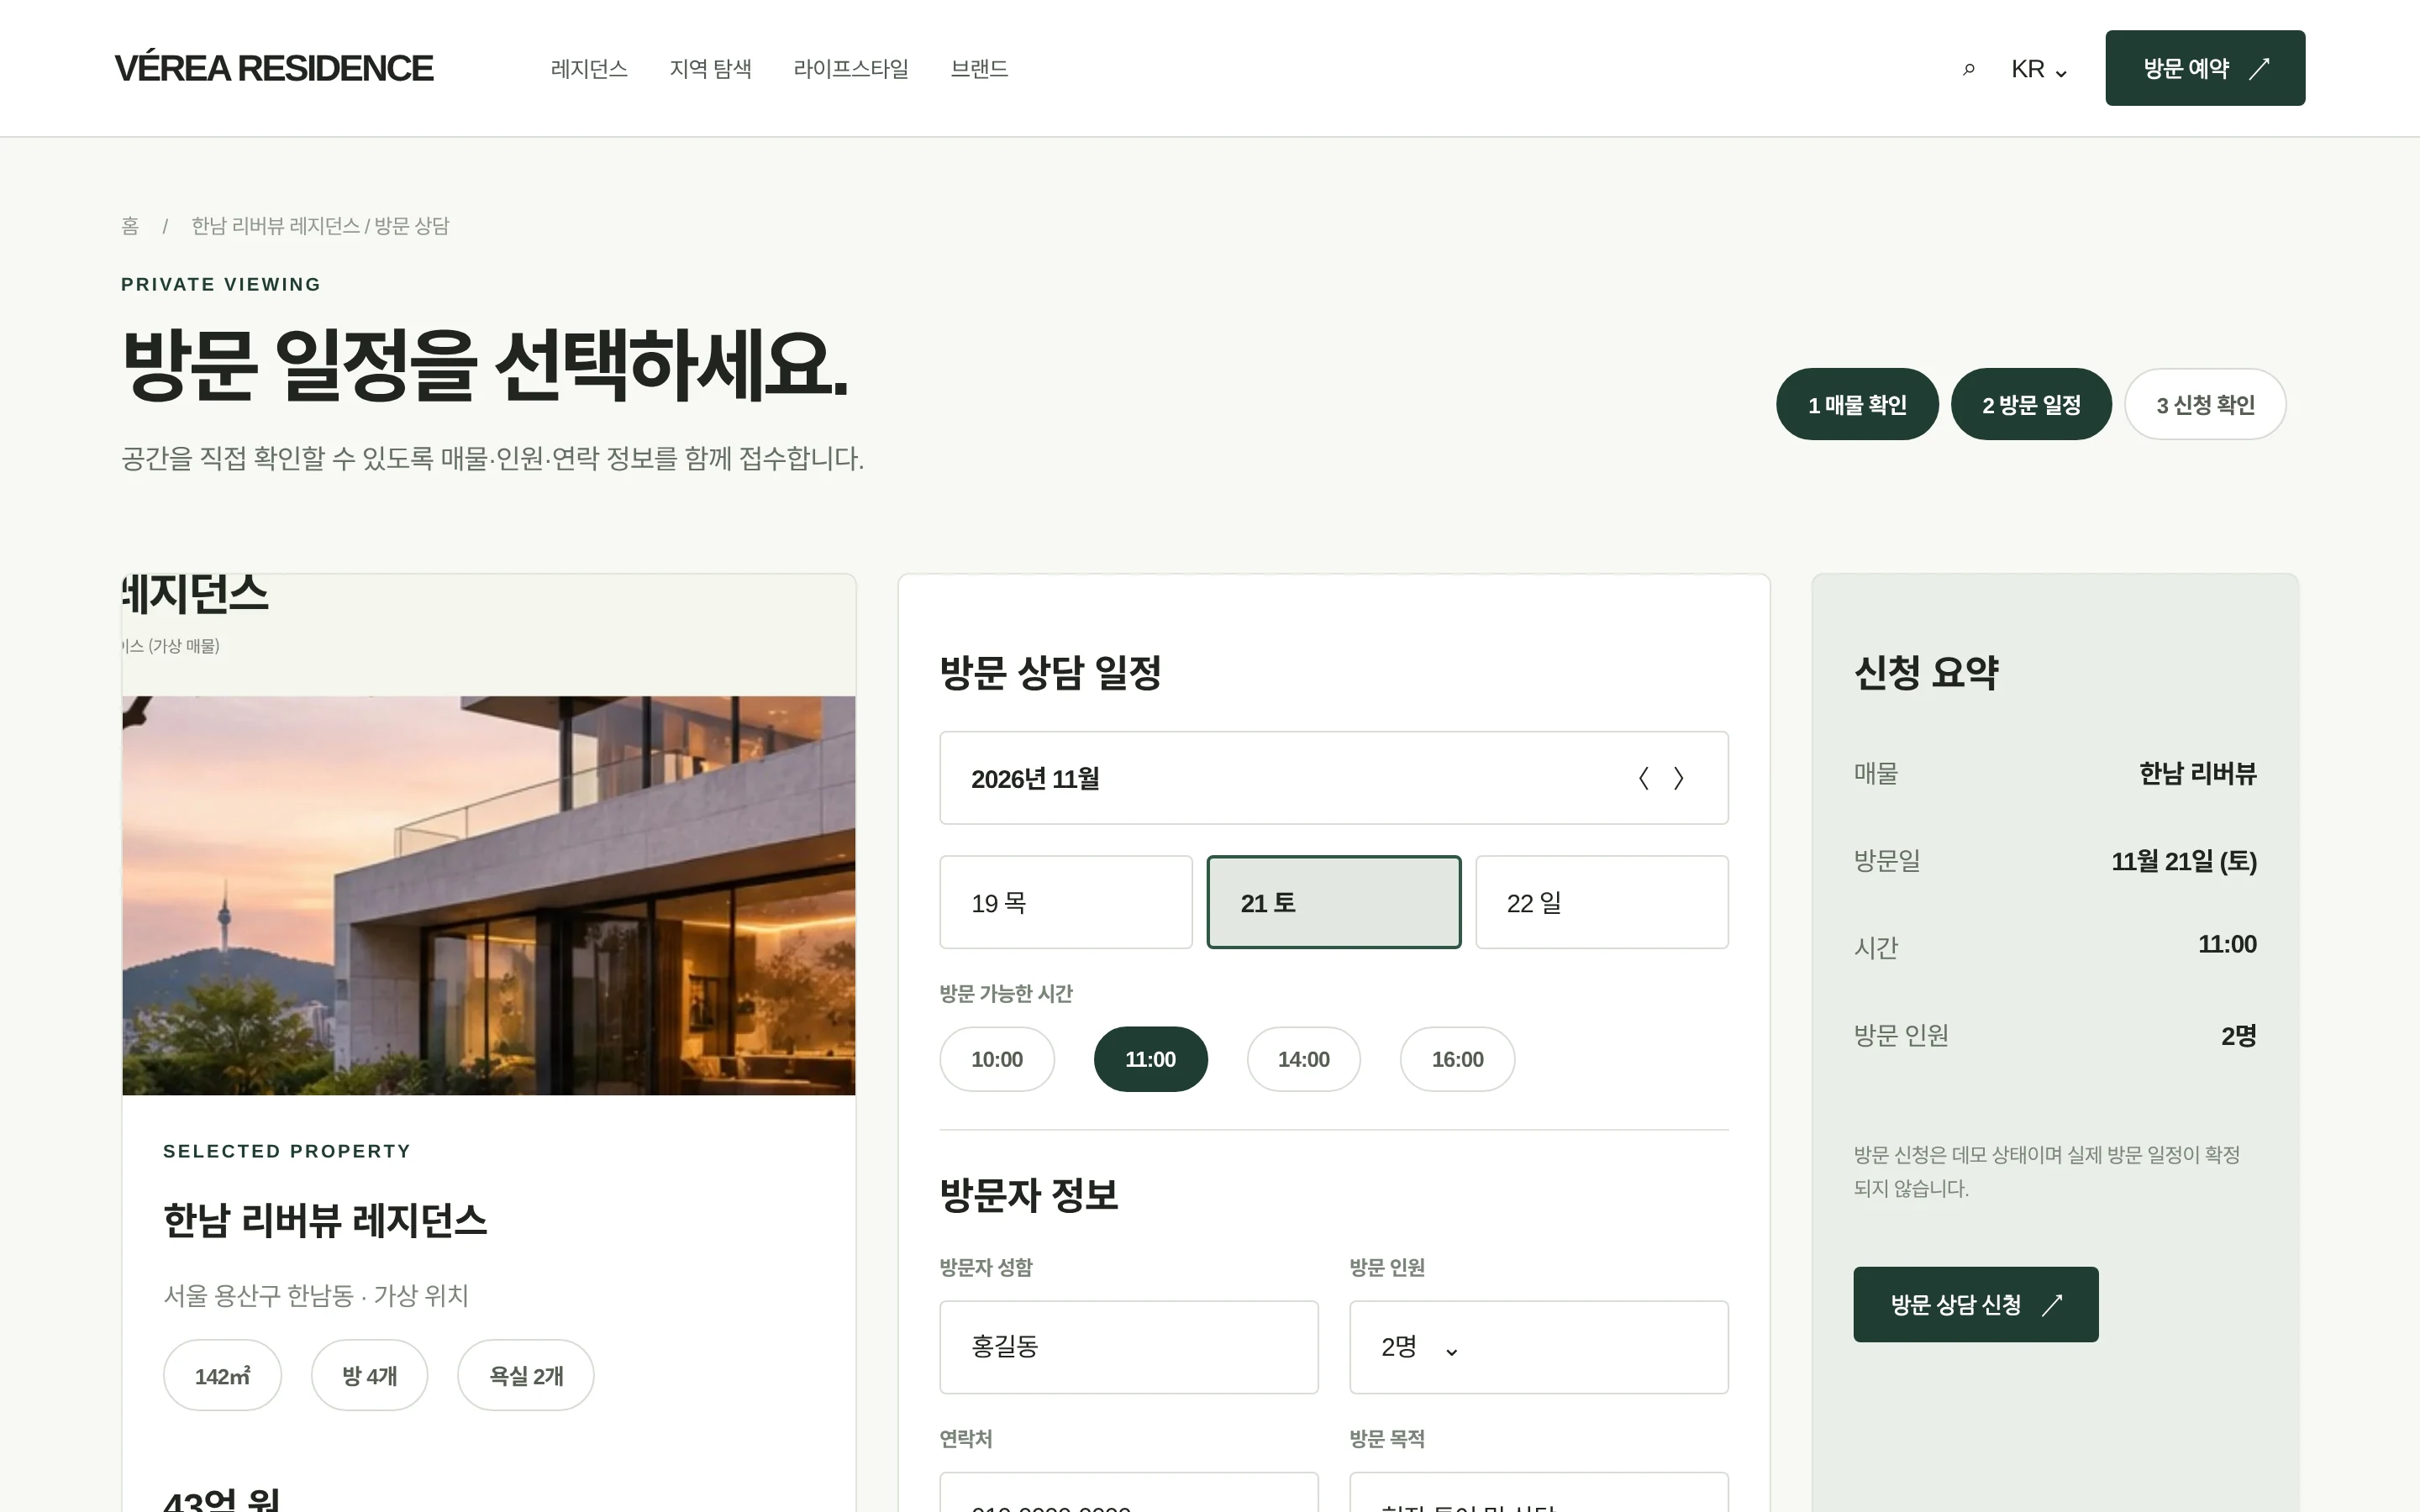 VÉREA RESIDENCE
레지던스 지역 탐색 라이프스타일 브랜드
KR
방문 예약
홈 / 한남 리버뷰 레지던스 / 방문 상담
PRIVATE VIEWING
방문 일정을 선택하세요.
공간을 직접 확인할 수 있도록 매물·인원·연락 정보를 함께 접수합니다.
1 매물 확인
2 방문 일정
3 신청 확인
레지던스
(가상 매물)
SELECTED PROPERTY
한남 리버뷰 레지던스
서울 용산구 한남동 · 가상 위치
142㎡
방 4개
욕실 2개
43억 원
방문 상담 일정
2026년 11월
19 목
21 토
22 일
방문 가능한 시간
10:00
11:00
14:00
16:00
방문자 정보
방문자 성함
방문 인원
홍길동
2명
연락처
방문 목적
신청 요약
매물 한남 리버뷰
방문일 11월 21일 (토)
시간 11:00
방문 인원 2명
방문 신청은 데모 상태이며 실제 방문 일정이 확정
되지 않습니다.
방문 상담 신청